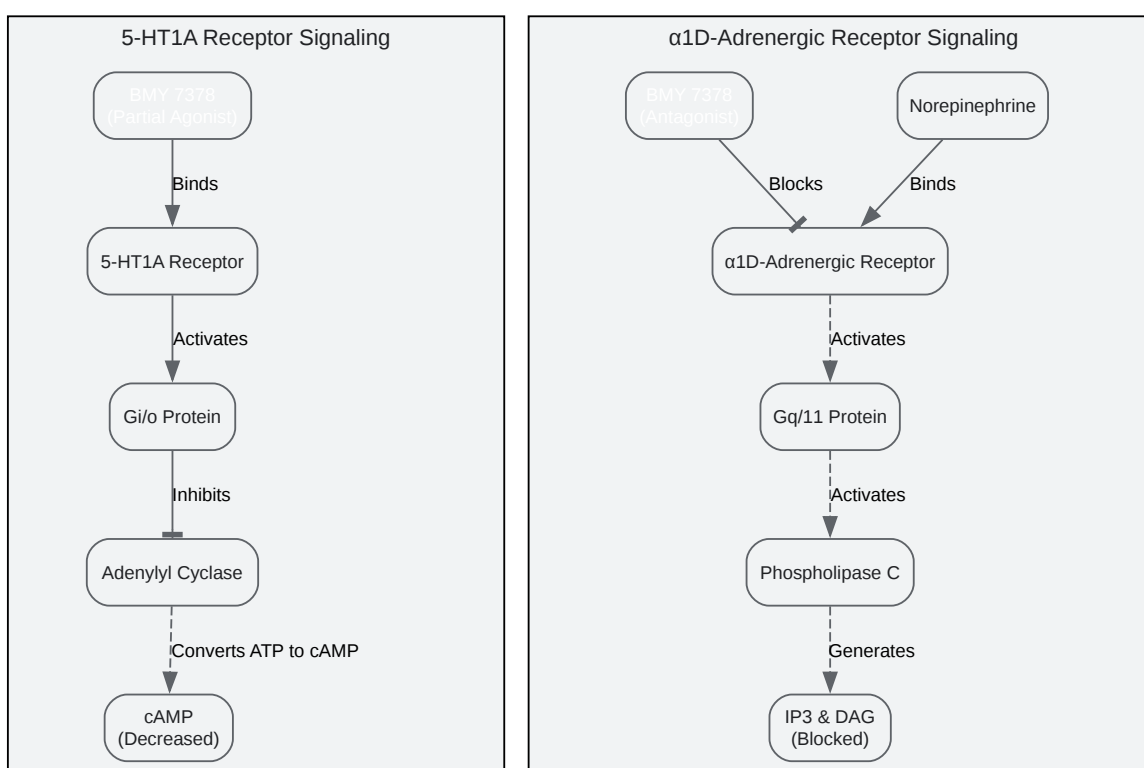 5-HT1A Receptor Signaling
BMY 7378
(Partial Agonist)
Binds
5-HT1A Receptor
Activates
Gi/o Protein
Inhibits
Adenylyl Cyclase
Converts ATP to cAMP
cAMP
(Decreased)
α1D-Adrenergic Receptor Signaling
BMY 7378
(Antagonist)
Norepinephrine
Blocks
Binds
α1D-Adrenergic Receptor
Activates
Gq/11 Protein
Activates
Phospholipase C
Generates
IP3 & DAG
(Blocked)